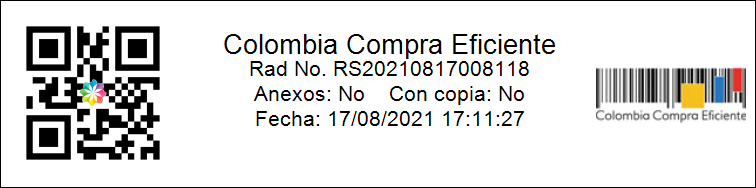 Colombia Compra Eficiente
Rad No. RS20210817008118
Anexos: No    Con copia: No
Fecha: 17/08/2021 17:11:27
Colombia Compra Eficiente